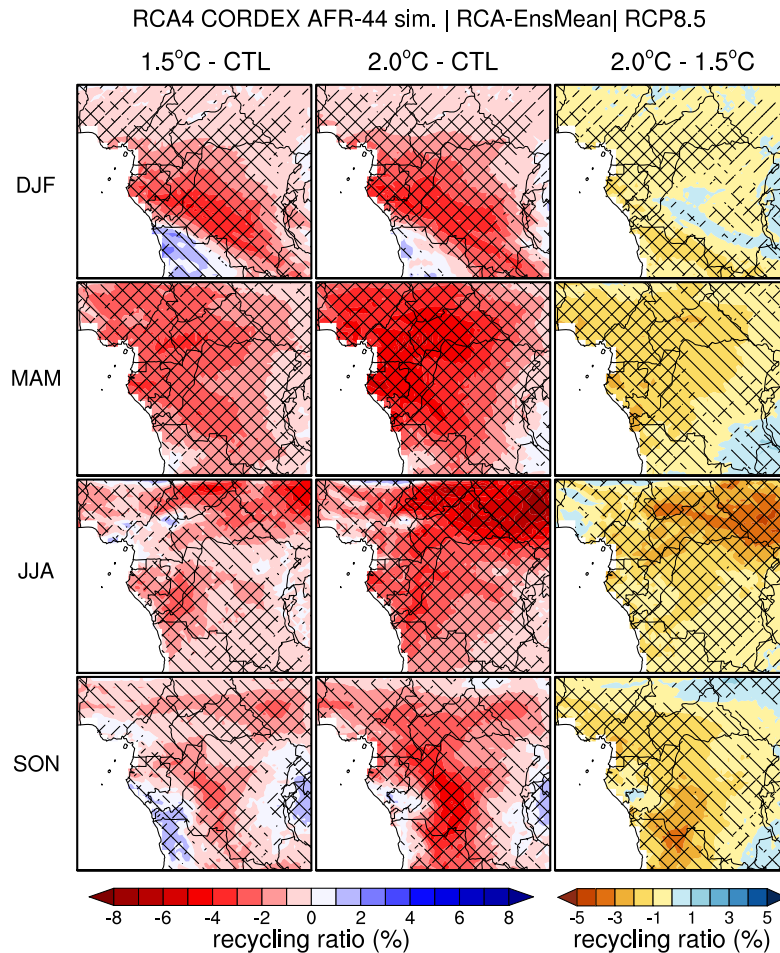 RCA4 CORDEX AFR-44 sim. | RCA-EnsMean| RCP8.5
1.5°C - CTL 2.0°C - CTL 2.0°C - 1.5°C
DJF
MAM
JJA
SON
-8 -6 -4 -2 0 2 4 6 8 -5 -3 -1 1 3 5
recycling ratio (%) recycling ratio (%)